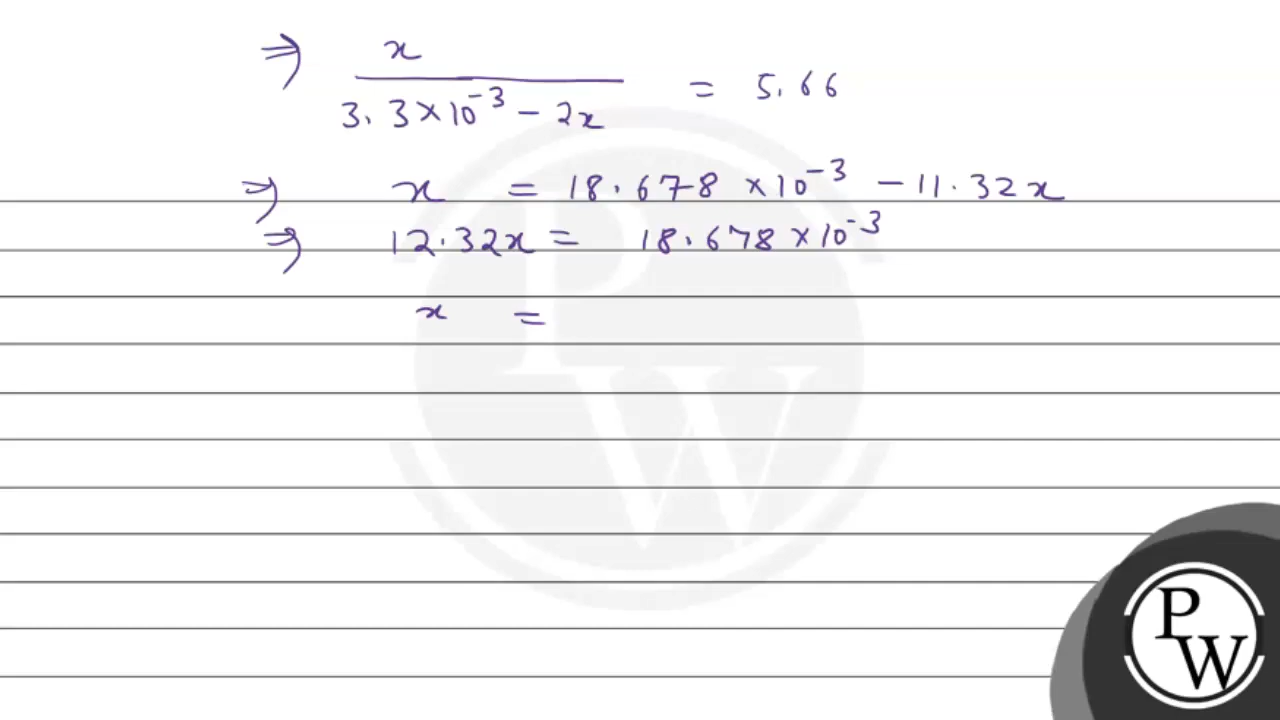 ⇒ x / (3.3×10⁻³ − 2x) = 5.66
⇒ x = 18.678 ×10⁻³ − 11.32x
⇒ 12.32x = 18.678×10⁻³
x =
PW
PW